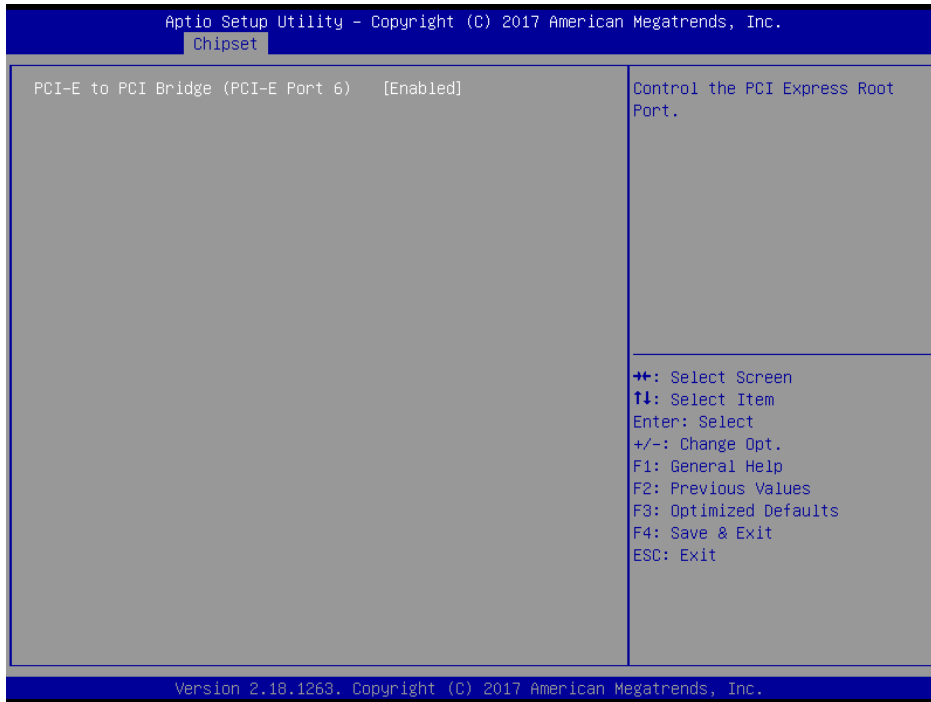 Aptio Setup Utility – Copyright (C) 2017 American Megatrends, Inc.
Chipset
PCI-E to PCI Bridge (PCI-E Port 6) [Enabled]
Control the PCI Express Root
Port.
→←: Select Screen
↑↓: Select Item
Enter: Select
+/-: Change Opt.
F1: General Help
F2: Previous Values
F3: Optimized Defaults
F4: Save & Exit
ESC: Exit
Version 2.18.1263. Copyright (C) 2017 American Megatrends, Inc.